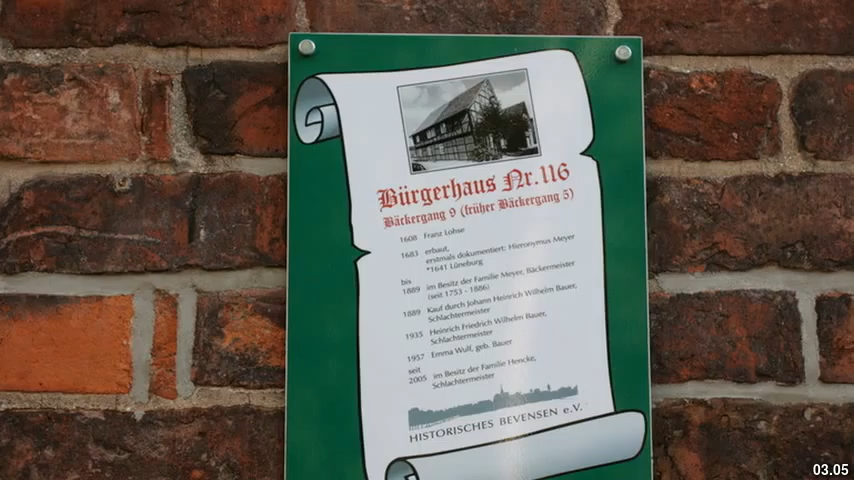 Bürgerhaus Nr. 116
Bäckergang 9 (früher Bäckergang 5)
1608 Franz Lohse
1683 erbaut,
erstmals dokumentiert: Hieronymus Meyer
*1641 Lüneburg
bis
1889 im Besitz der Familie Meyer, Bäckermeister
(seit 1753 - 1886)
1889 Kauf durch Johann Heinrich Wilhelm Bauer,
Schlachtermeister
1935 Heinrich Friedrich Wilhelm Bauer,
Schlachtermeister
1957 Emma Wulf, geb. Bauer
seit
2005 im Besitz der Familie Hencke,
Schlachtermeister
HISTORISCHES BEVENSEN e.V.
03.05